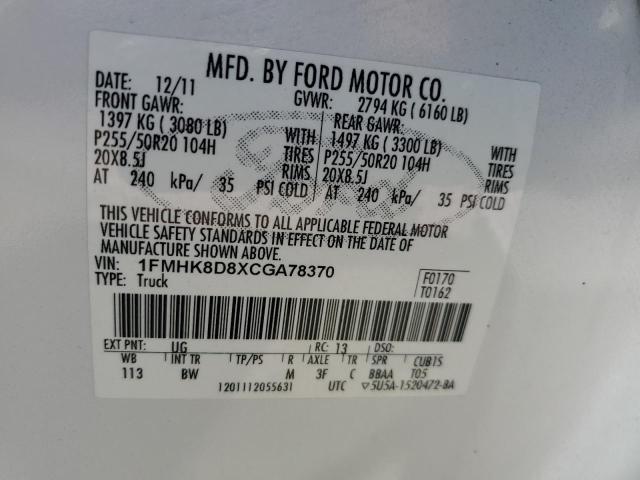 MFD. BY FORD MOTOR CO.
DATE: 12/11 GVWR: 2794 KG ( 6160 LB)
FRONT GAWR: REAR GAWR:
1397 KG ( 3080 LB) WITH 1497 KG ( 3300 LB) WITH
P255/50R20 104H TIRES P255/50R20 104H TIRES
20X8.5J RIMS 20X8.5J RIMS
AT 240 kPa/ 35 PSI COLD AT 240 kPa/ 35 PSI COLD
Ford
THIS VEHICLE CONFORMS TO ALL APPLICABLE FEDERAL MOTOR
VEHICLE SAFETY STANDARDS IN EFFECT ON THE DATE OF
MANUFACTURE SHOWN ABOVE.
VIN: 1FMHK8D8XCGA78370 F0170
TYPE: Truck T0162
EXT PNT: UG RC: 13 DSO:
WB INT TR TP/PS R AXLE TR SPR CUBIS
113 BW M 3F C BBAA T05
1201112055631 UTC ▽5U5A-1520472-BA